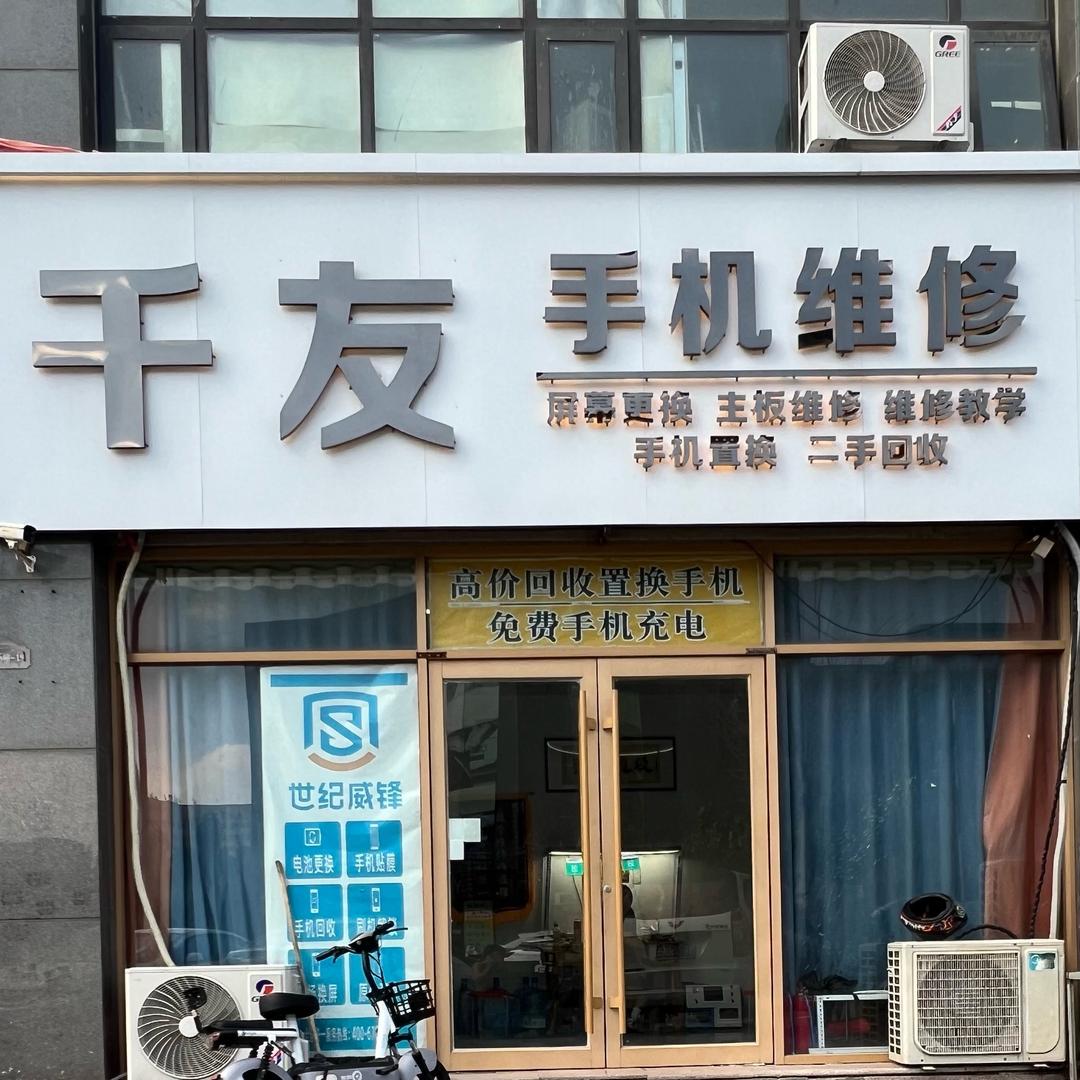 GREE
千友
手机维修
屏幕更换 主板维修 维修教学
手机置换 二手回收
高价回收置换手机
免费手机充电
世纪威锋
电池更换 手机贴膜
手机回收
换屏